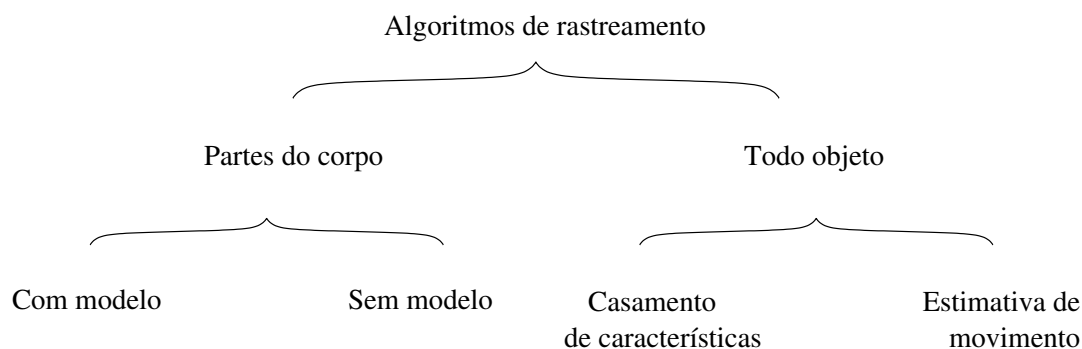 Algoritmos de rastreamento
Partes do corpo
Todo objeto
Com modelo
Sem modelo
Casamento
de características
Estimativa de
movimento